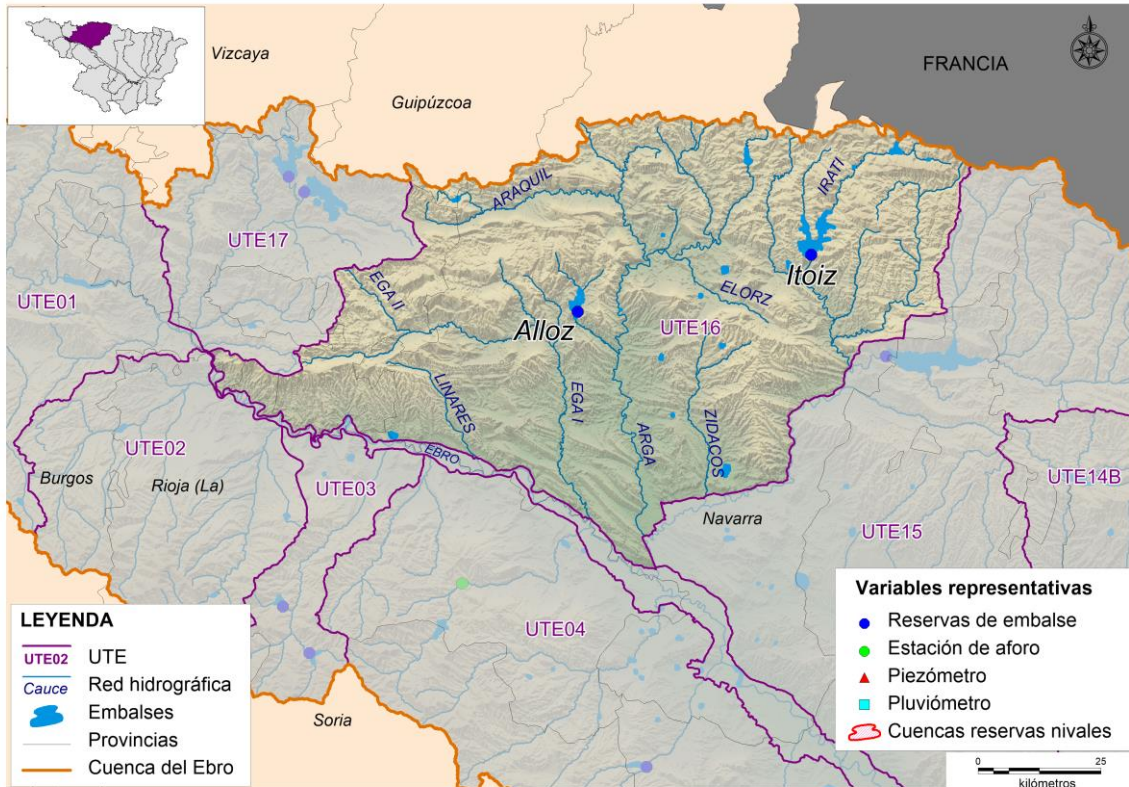 Vizcaya
Guipúzcoa
FRANCIA
ARAQUIL
IRATI
UTE17
EGA II
Itoiz
UTE01
ELORZ
Alloz
UTE16
LINARES
EGA I
ARGA
ZIDACOS
UTE02
EBRO
Burgos
Rioja (La)
UTE03
UTE14B
Navarra
UTE15
UTE04
Soria
LEYENDA
UTE02 UTE
Cauce Red hidrográfica
Embalses
Provincias
Cuenca del Ebro
Variables representativas
Reservas de embalse
Estación de aforo
Piezómetro
Pluviómetro
Cuencas reservas nivales
0 25
kilómetros